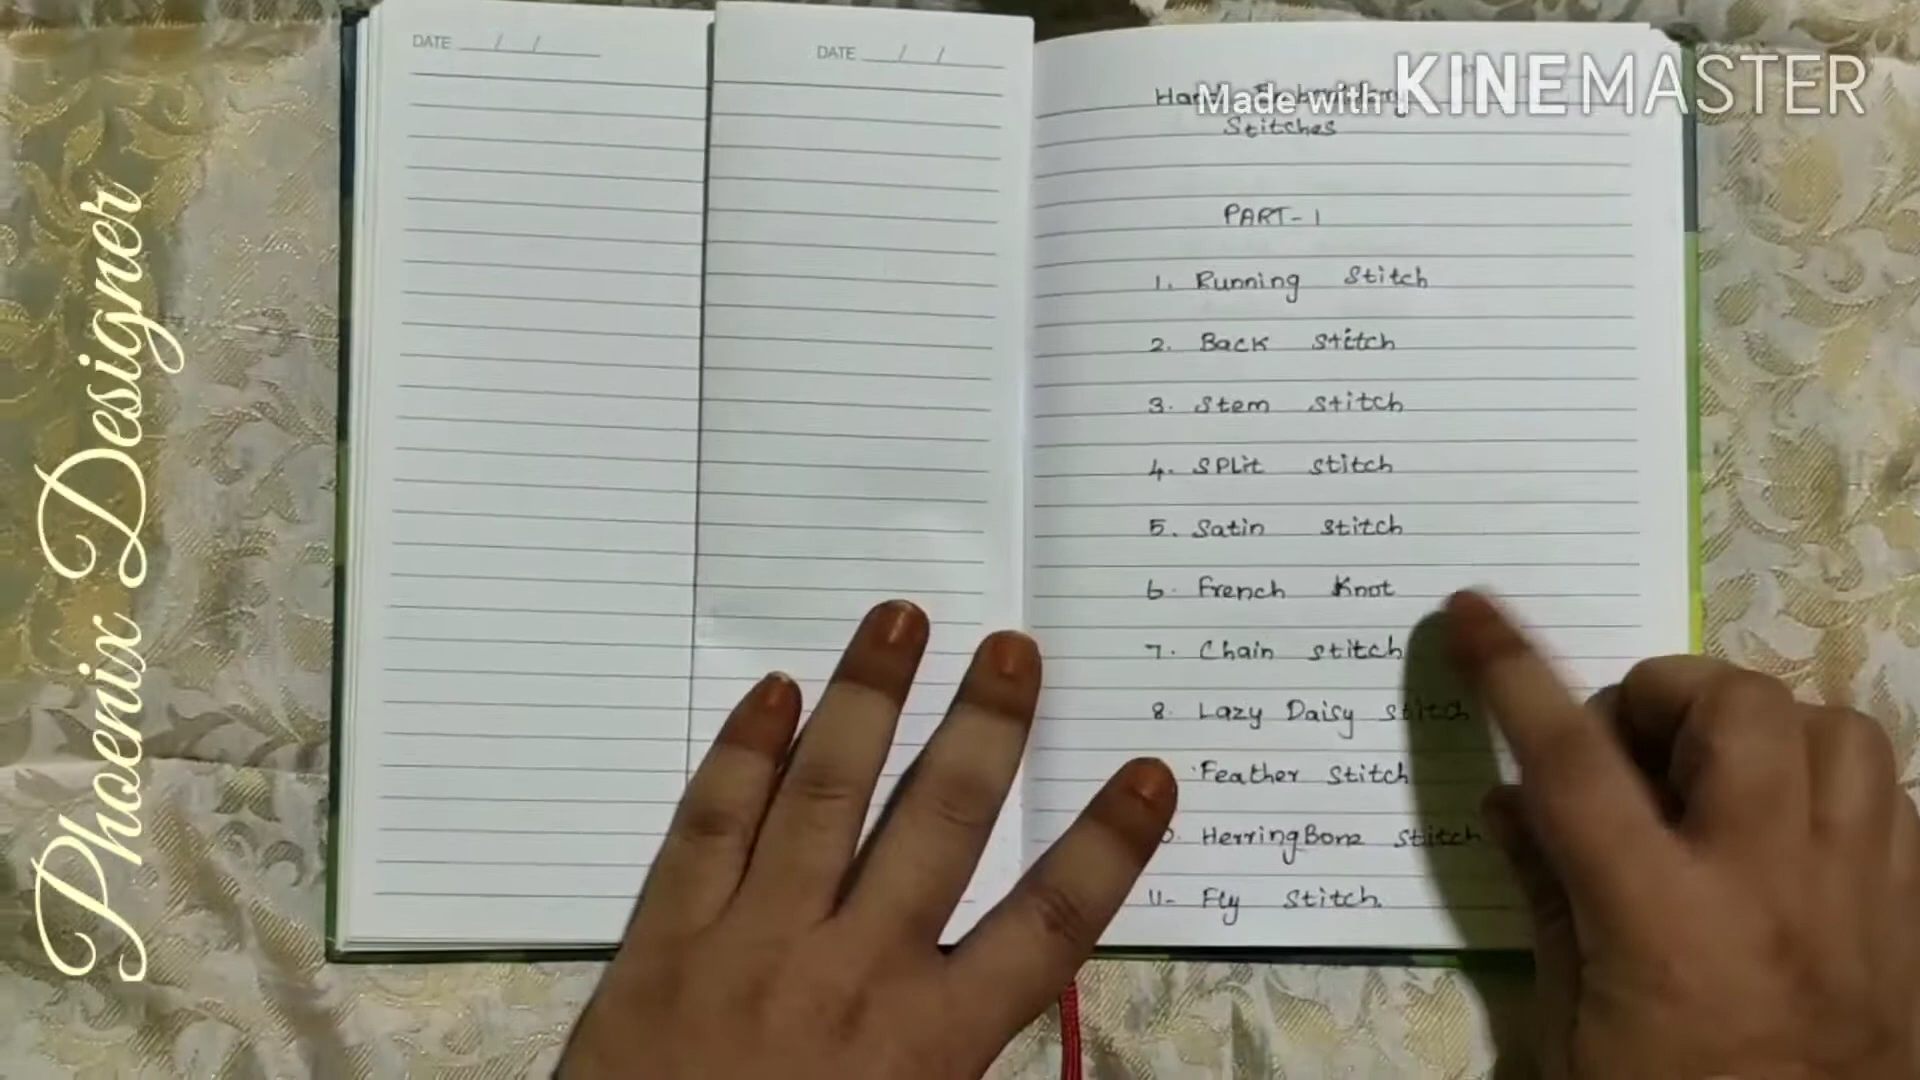 Phoenix Designer
DATE / /
DATE / /
Made with KINEMASTER
Stitches
PART-1
1. Running Stitch
2. Back Stitch
3. Stem Stitch
4. SPLit Stitch
5. Satin Stitch
6. French Knot
7. Chain Stitch
8. Lazy Daisy Stitch
Feather Stitch
0. HerringBone Stitch
11- Fly Stitch.